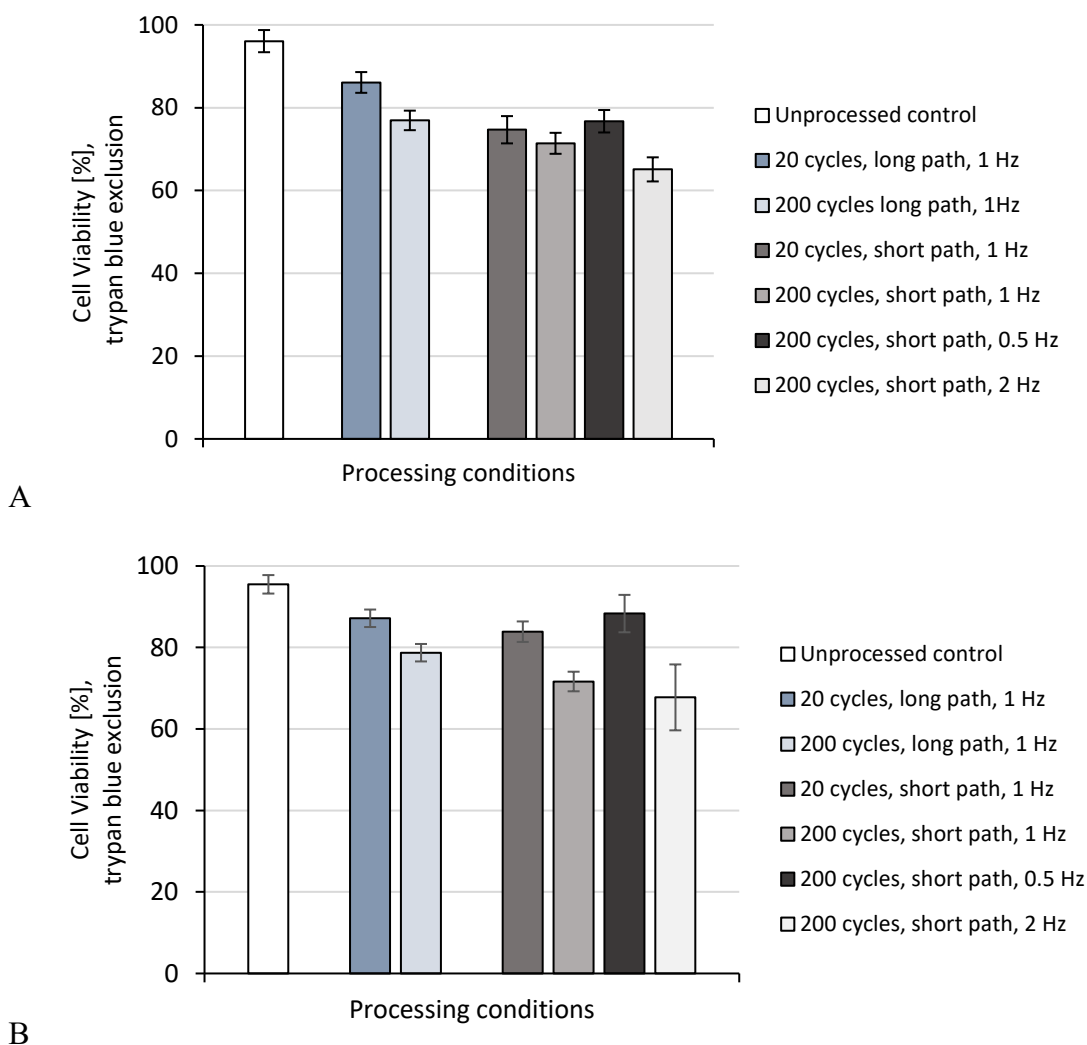 100
80
60
40
20
0
Cell Viability [%],
trypan blue exclusion
Processing conditions
Unprocessed control
20 cycles, long path, 1 Hz
200 cycles long path, 1Hz
20 cycles, short path, 1 Hz
200 cycles, short path, 1 Hz
200 cycles, short path, 0.5 Hz
200 cycles, short path, 2 Hz
A
100
80
60
40
20
0
Cell Viability [%],
trypan blue exclusion
Processing conditions
Unprocessed control
20 cycles, long path, 1 Hz
200 cycles, long path, 1 Hz
20 cycles, short path, 1 Hz
200 cycles, short path, 1 Hz
200 cycles, short path, 0.5 Hz
200 cycles, short path, 2 Hz
B